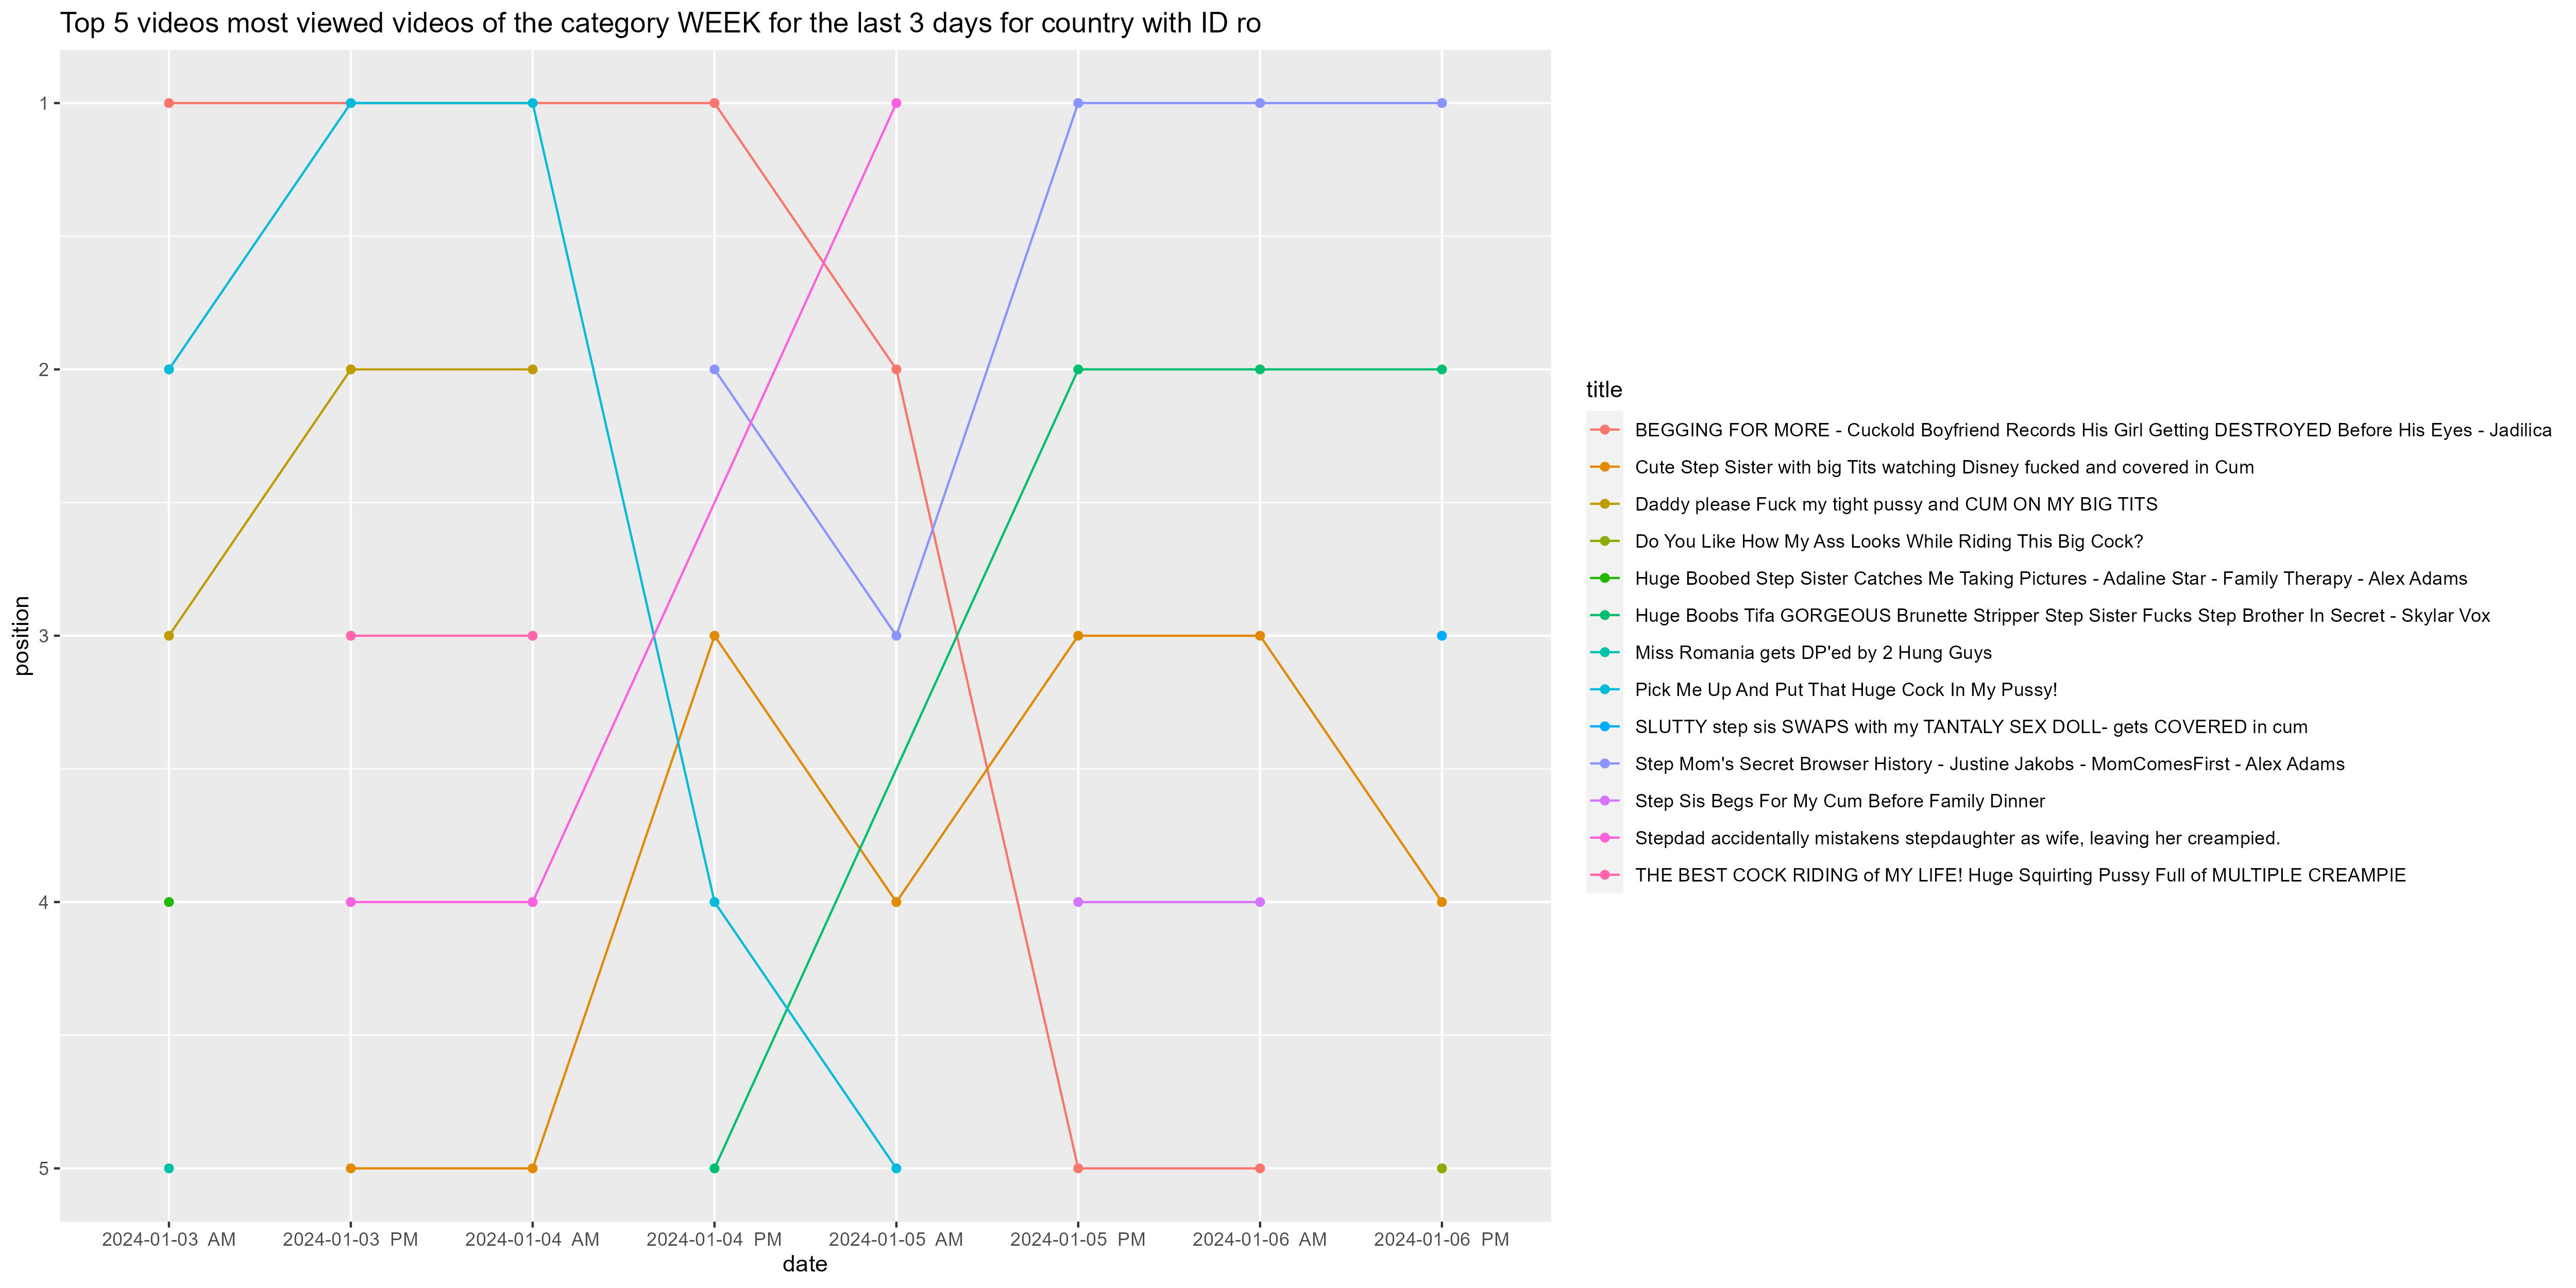 Top 5 videos most viewed videos of the category WEEK for the last 3 days for country with ID ro
position
1
2
3
4
5
2024-01-03 AM
2024-01-03 PM
2024-01-04 AM
2024-01-04 PM
2024-01-05 AM
2024-01-05 PM
2024-01-06 AM
2024-01-06 PM
date
title
BEGGING FOR MORE - Cuckold Boyfriend Records His Girl Getting DESTROYED Before His Eyes - Jadilica
Cute Step Sister with big Tits watching Disney fucked and covered in Cum
Daddy please Fuck my tight pussy and CUM ON MY BIG TITS
Do You Like How My Ass Looks While Riding This Big Cock?
Huge Boobed Step Sister Catches Me Taking Pictures - Adaline Star - Family Therapy - Alex Adams
Huge Boobs Tifa GORGEOUS Brunette Stripper Step Sister Fucks Step Brother In Secret - Skylar Vox
Miss Romania gets DP'ed by 2 Hung Guys
Pick Me Up And Put That Huge Cock In My Pussy!
SLUTTY step sis SWAPS with my TANTALY SEX DOLL- gets COVERED in cum
Step Mom's Secret Browser History - Justine Jakobs - MomComesFirst - Alex Adams
Step Sis Begs For My Cum Before Family Dinner
Stepdad accidentally mistakens stepdaughter as wife, leaving her creampied.
THE BEST COCK RIDING of MY LIFE! Huge Squirting Pussy Full of MULTIPLE CREAMPIE